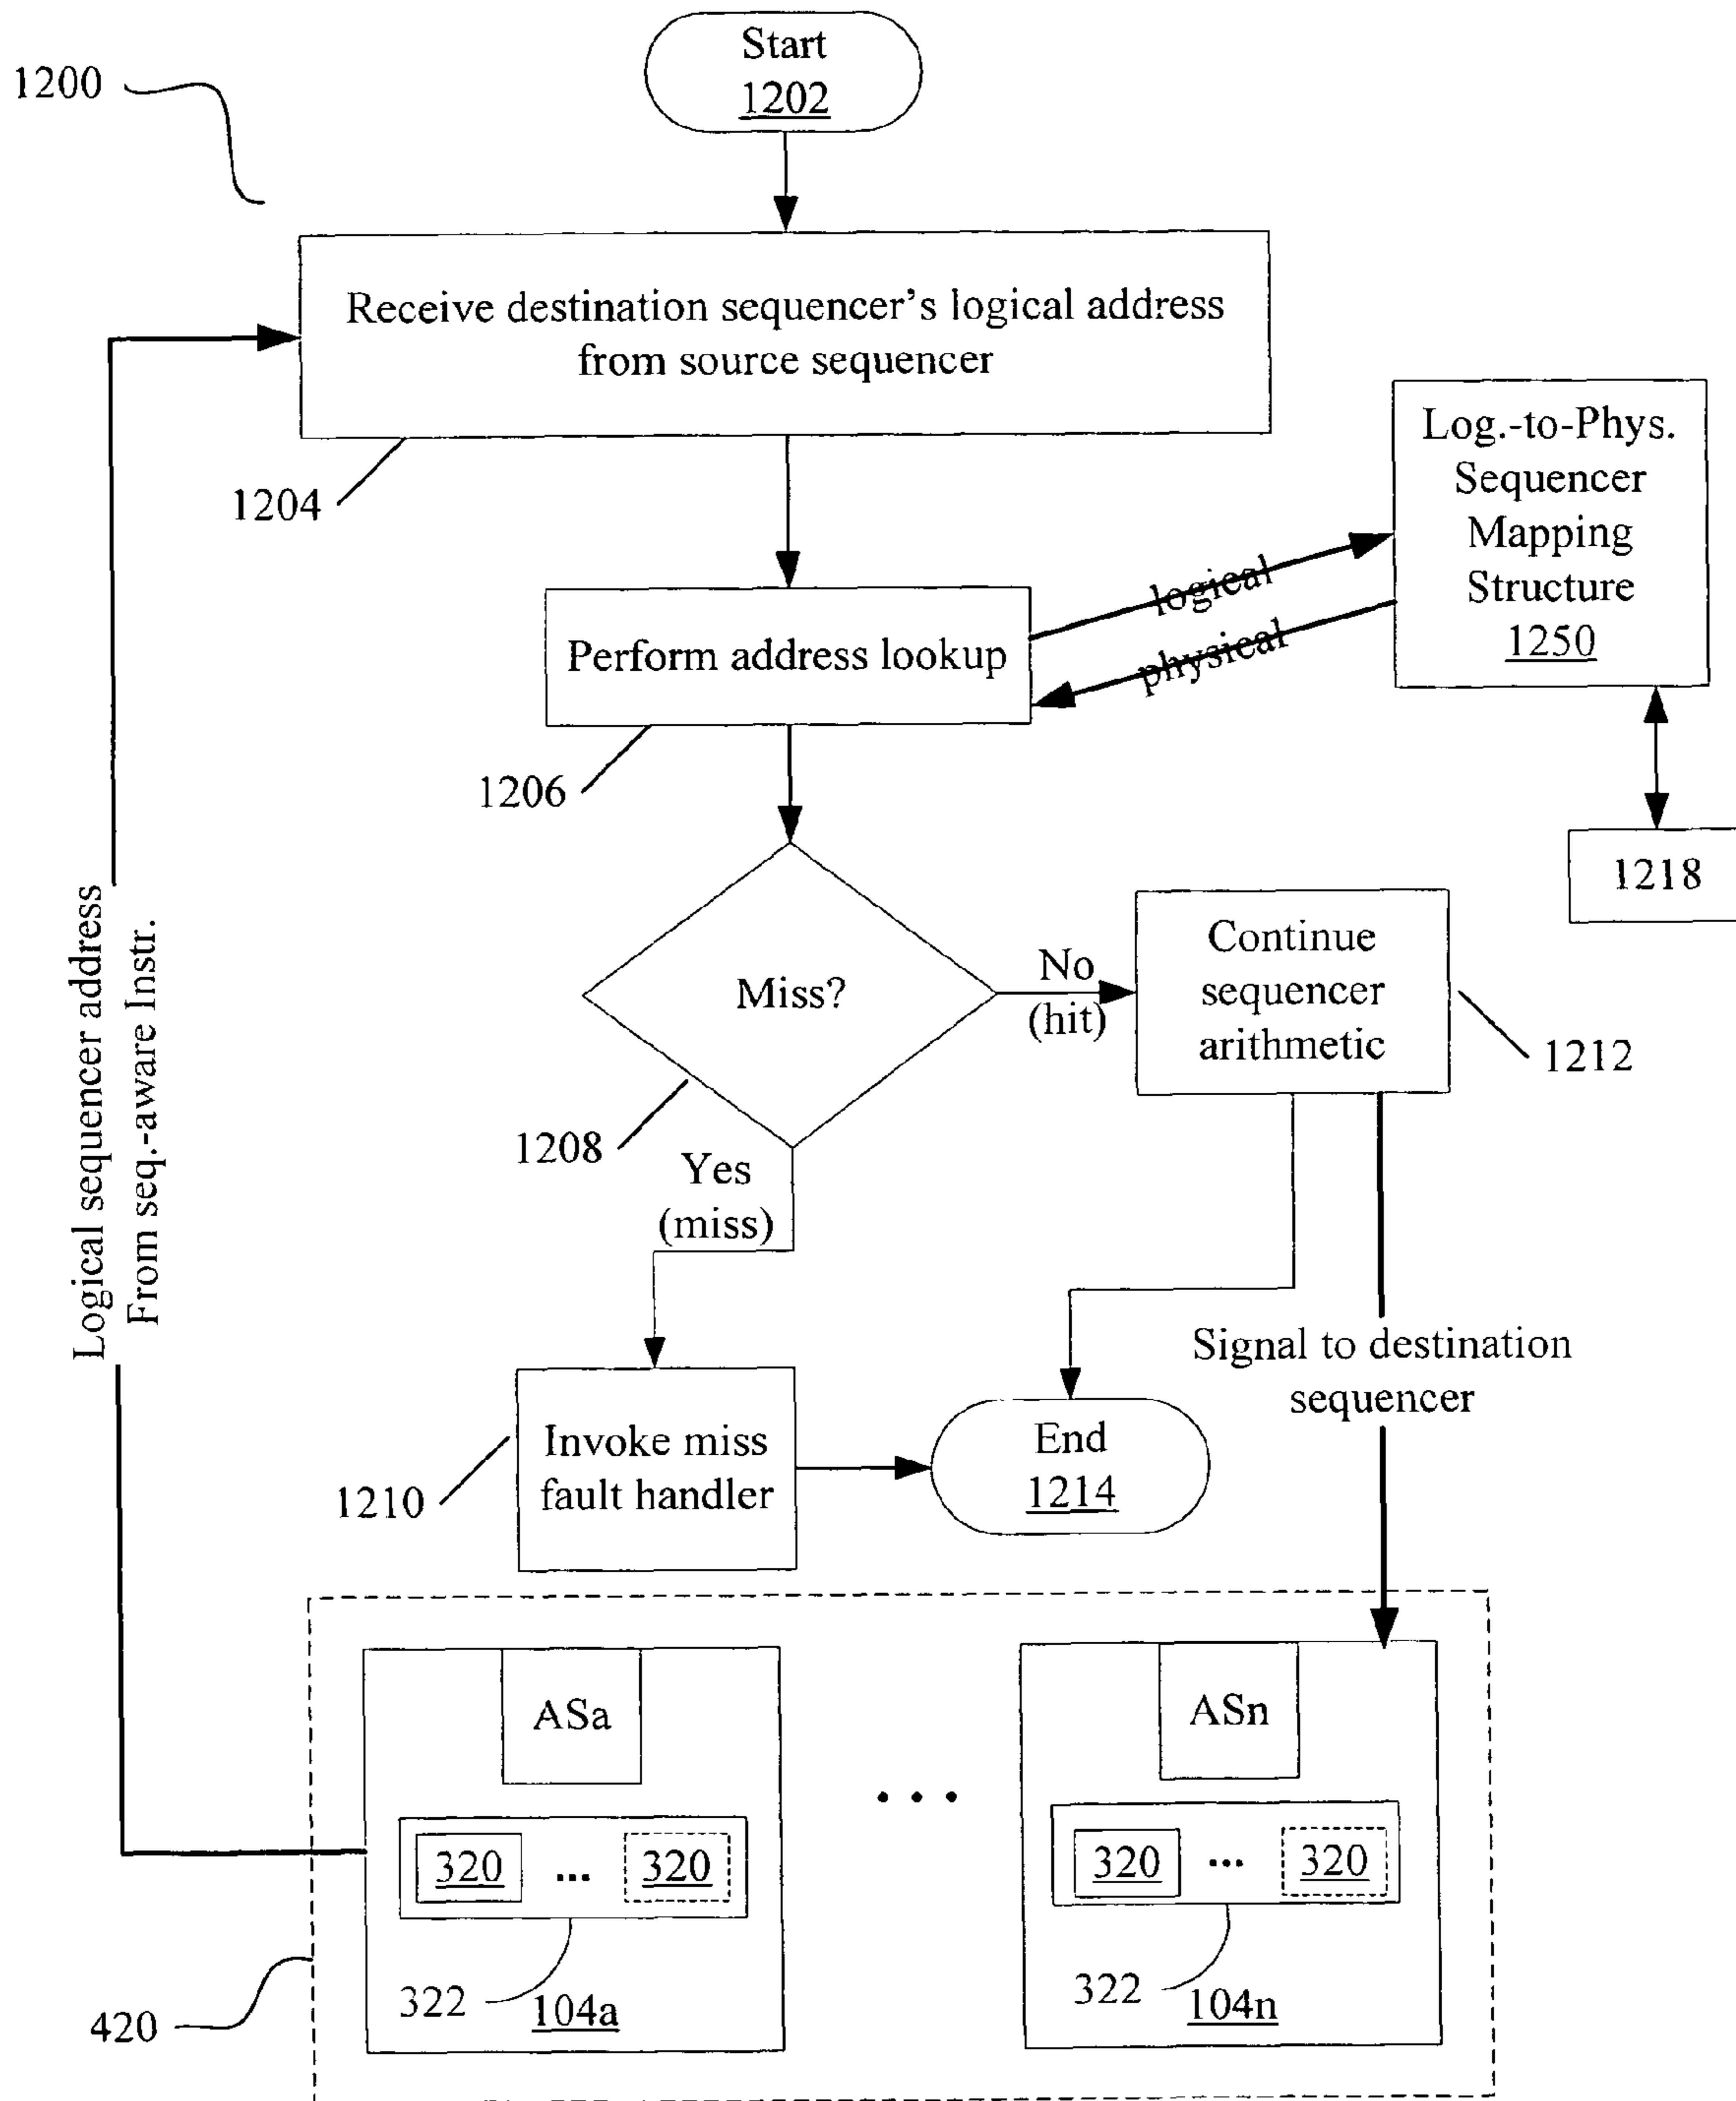 Start
1202
1200
Receive destination sequencer's logical address
from source sequencer
1204
Log.-to-Phys.
Sequencer
Mapping
Structure
1250
logical
physical
Perform address lookup
1206
1218
Miss?
1208
No
(hit)
Continue
sequencer
arithmetic
1212
Yes
(miss)
Logical sequencer address
From seq.-aware Instr.
Signal to destination
sequencer
Invoke miss
fault handler
1210
End
1214
ASa
320 ... 320
322
104a
...
ASn
320 ... 320
322
104n
420